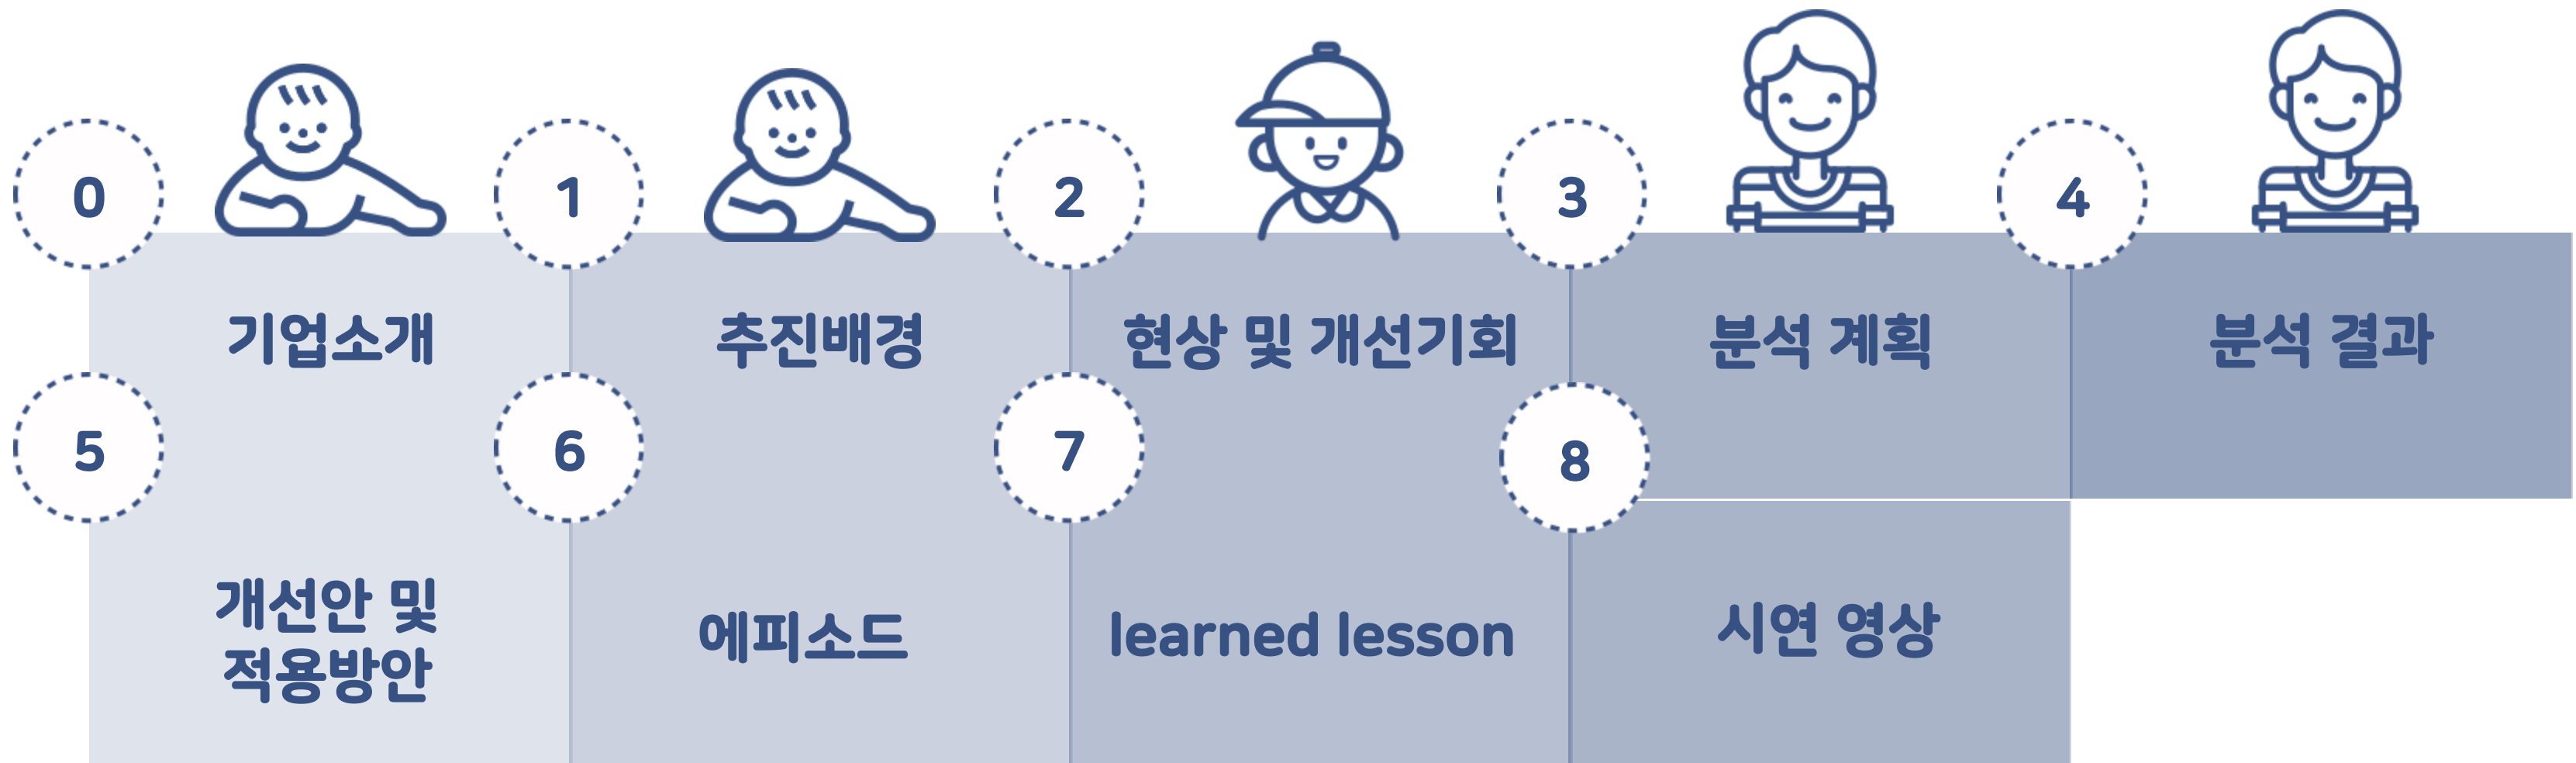 0
기업소개
1
추진배경
2
현상 및 개선기회
3
분석 계획
4
분석 결과
5
개선안 및
적용방안
6
에피소드
7
learned lesson
8
시연 영상